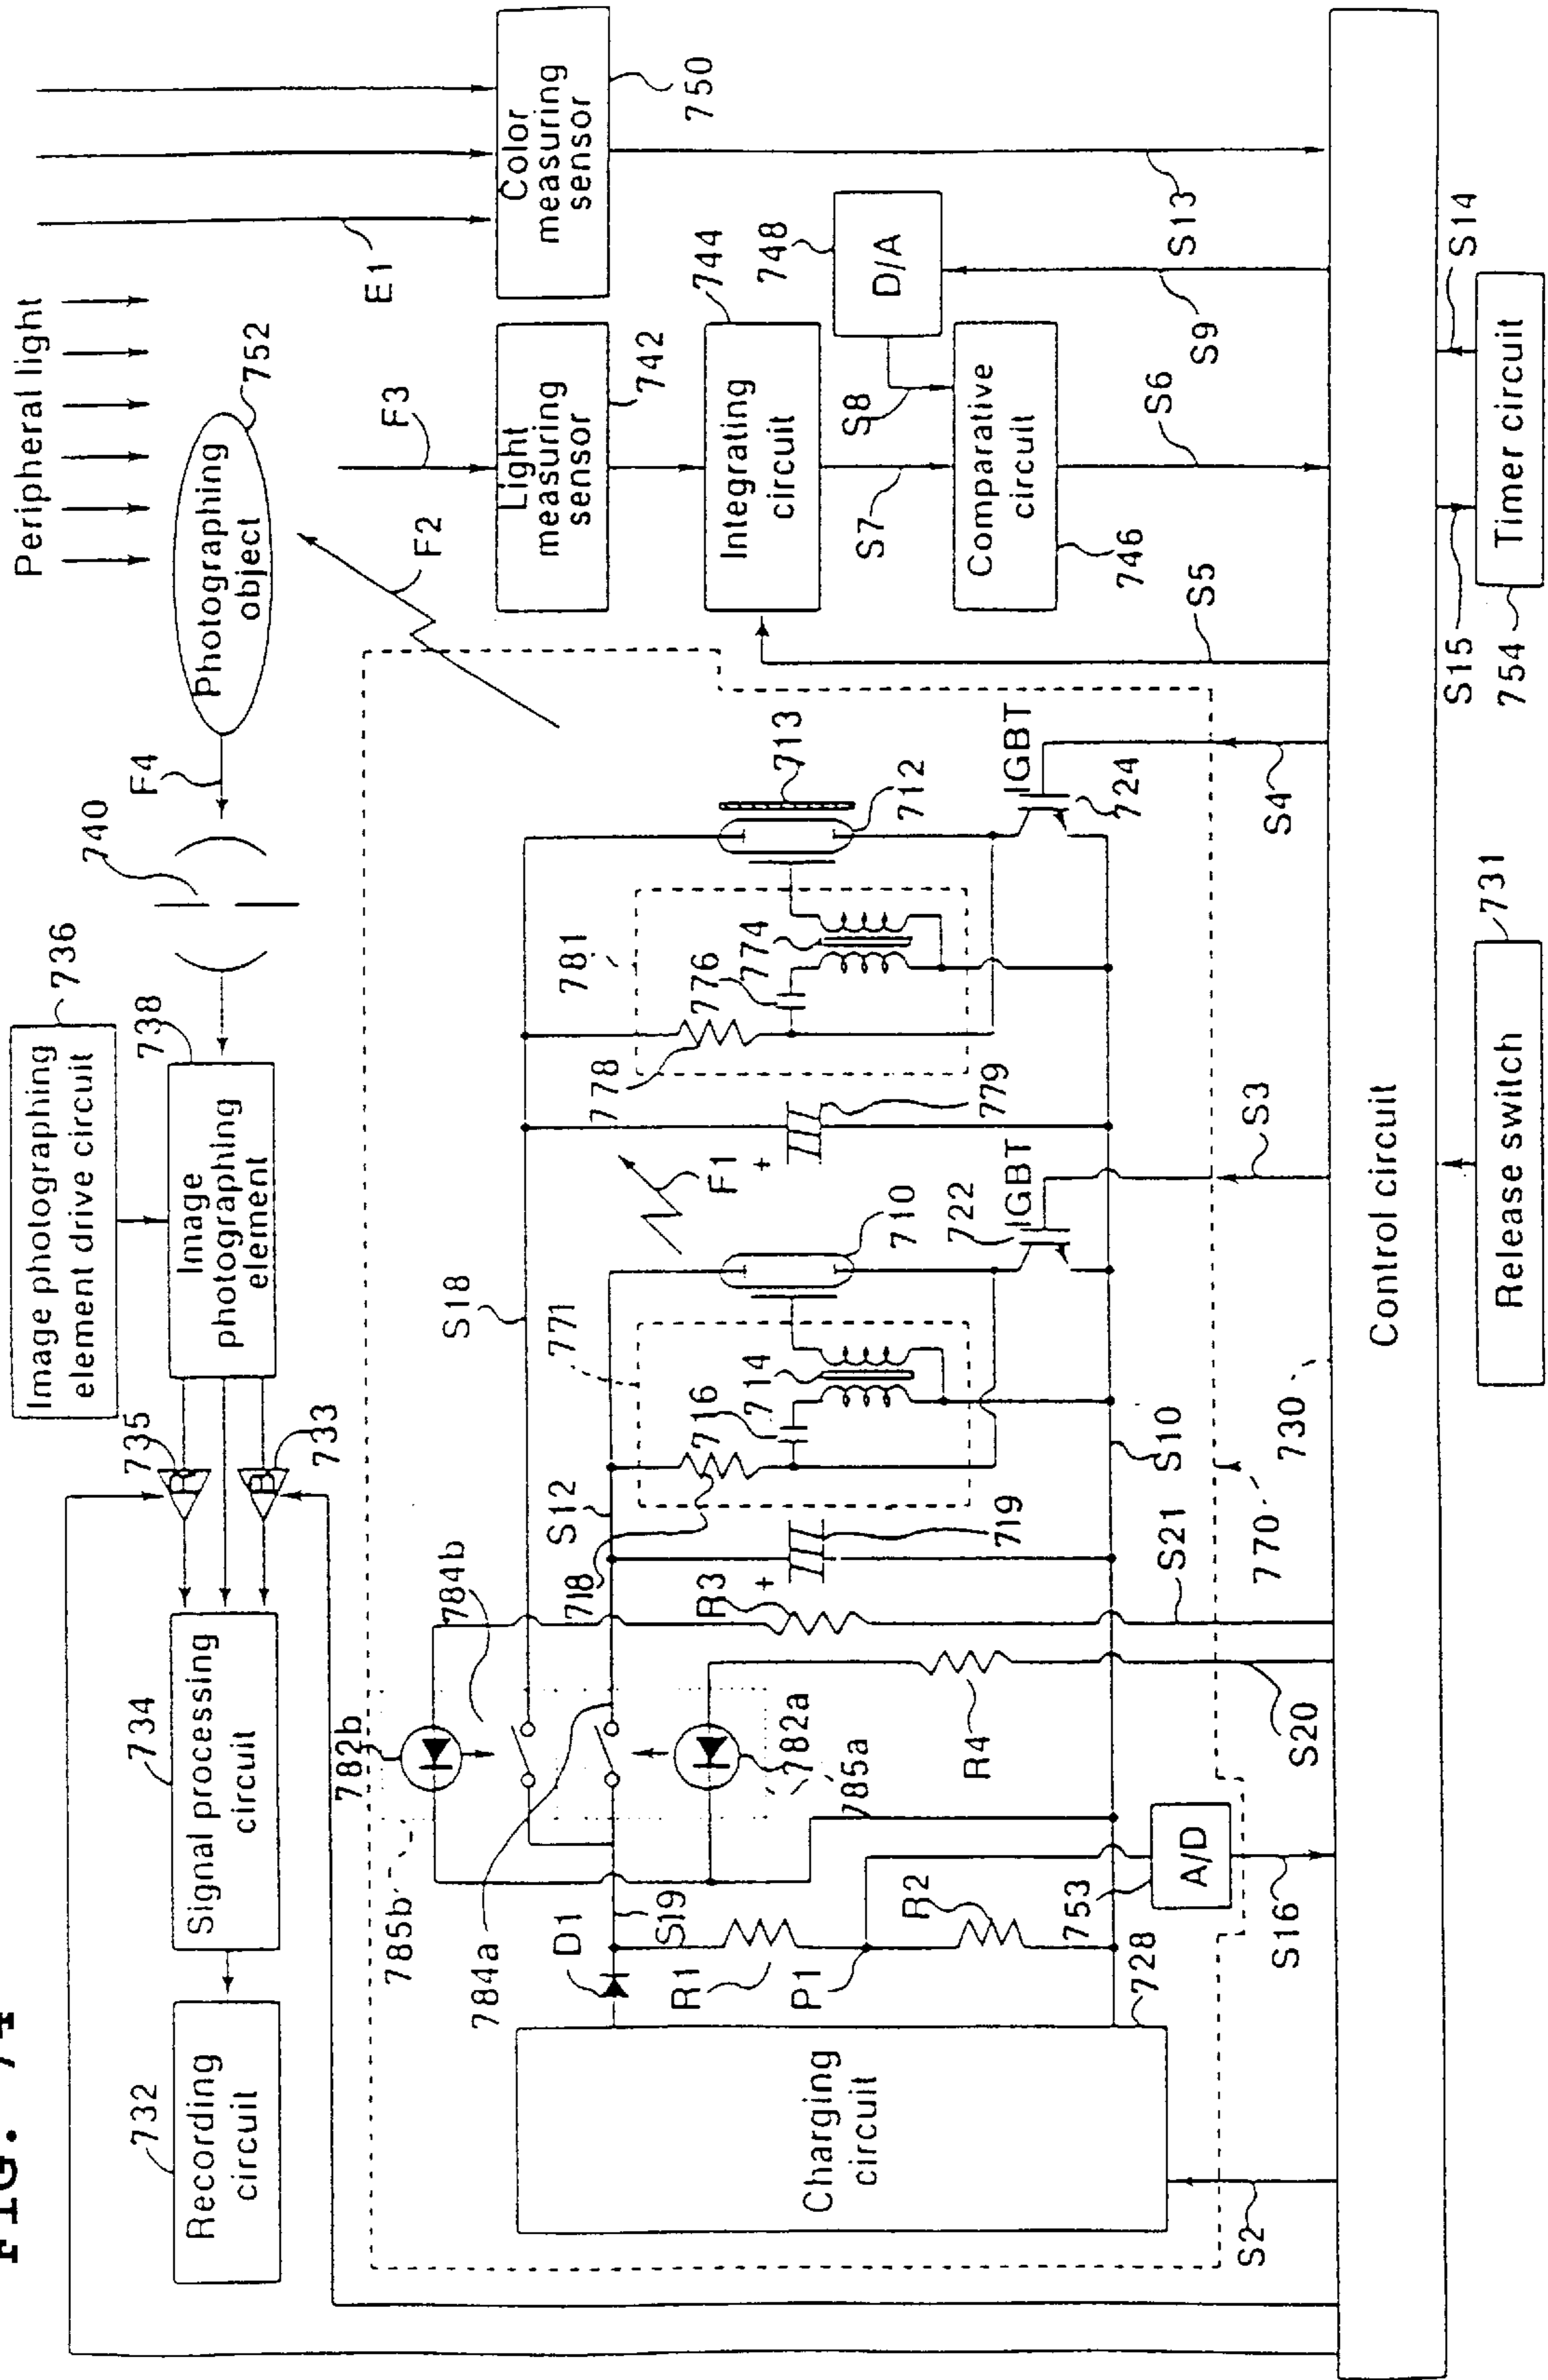 FIG. 74
Peripheral light
Image photographing
element drive circuit
736
740
F4
Photographing
object
752
E1
732
Recording
circuit
734
Signal processing
circuit
735
R
B
733
738
Image
photographing
element
F2
F3
Light
measuring
sensor
742
Color
measuring
sensor
750
785b
782b
784b
784a
782a
785a
S18
771
S12
718
716
714
F1
710
722
IGBT
781
778
776
774
713
712
IGBT
724
779
+
719
+
R3
R4
D1
S19
R1
P1
R2
753
A/D
Charging
circuit
728
S10
Integrating
circuit
744
748
D/A
S8
S7
Comparative
circuit
746
S2
S16
S20
S21
770
730
S3
S4
S5
S6
S9
S13
Control circuit
Release switch
731
S15
S14
754
Timer circuit